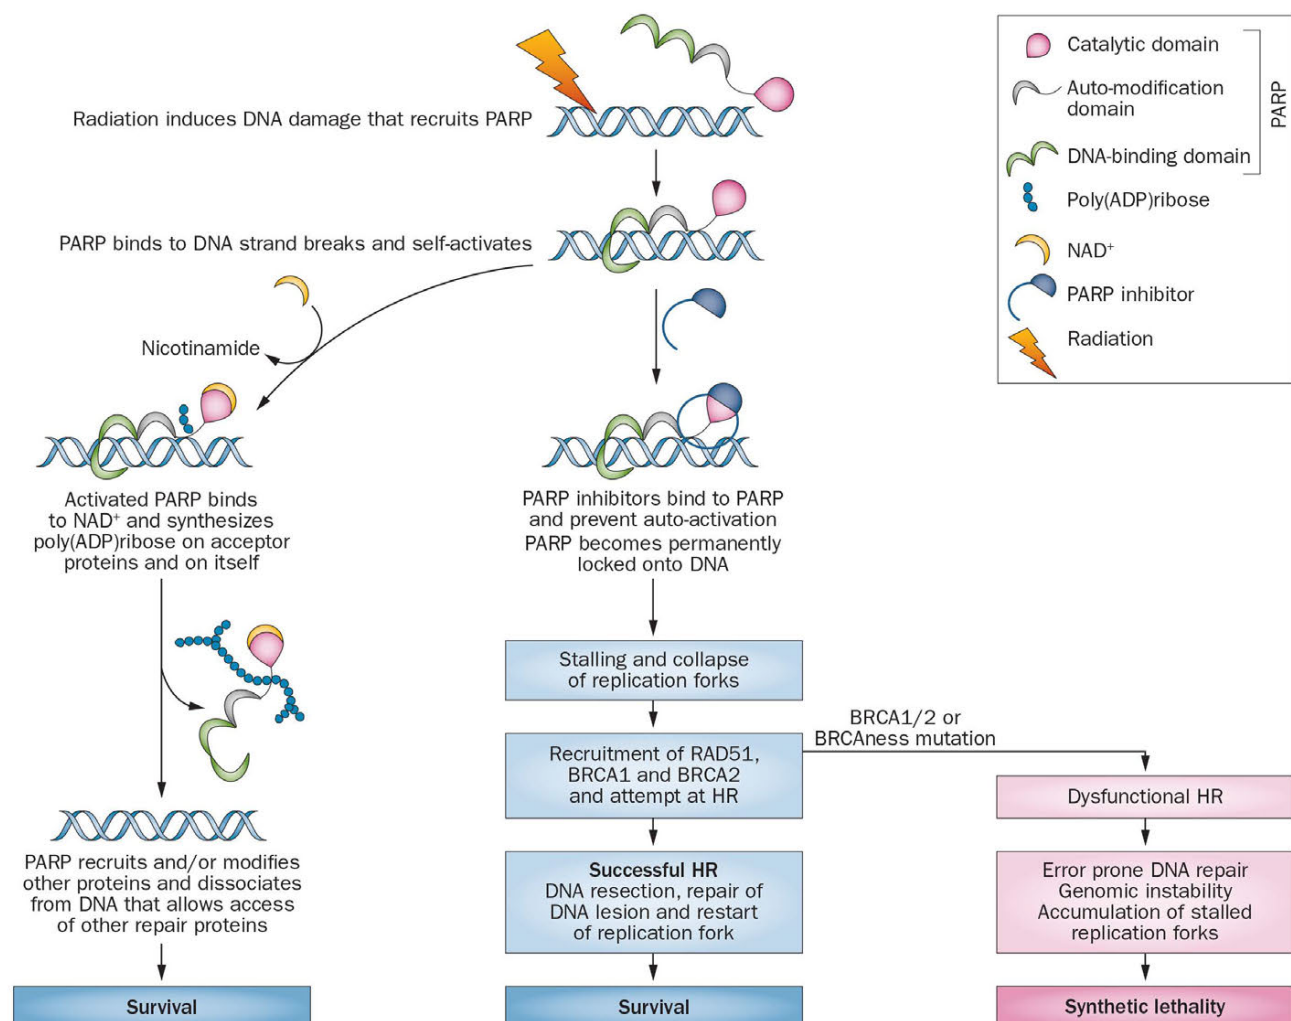 Radiation induces DNA damage that recruits PARP
PARP binds to DNA strand breaks and self-activates
Nicotinamide
Activated PARP binds
to NAD⁺ and synthesizes
poly(ADP)ribose on acceptor
proteins and on itself
PARP recruits and/or modifies
other proteins and dissociates
from DNA that allows access
of other repair proteins
Survival
PARP inhibitors bind to PARP
and prevent auto-activation
PARP becomes permanently
locked onto DNA
Stalling and collapse
of replication forks
Recruitment of RAD51,
BRCA1 and BRCA2
and attempt at HR
Successful HR
DNA resection, repair of
DNA lesion and restart
of replication fork
Survival
BRCA1/2 or
BRCAness mutation
Dysfunctional HR
Error prone DNA repair
Genomic instability
Accumulation of stalled
replication forks
Synthetic lethality
Catalytic domain
Auto-modification
domain
DNA-binding domain
PARP
Poly(ADP)ribose
NAD⁺
PARP inhibitor
Radiation